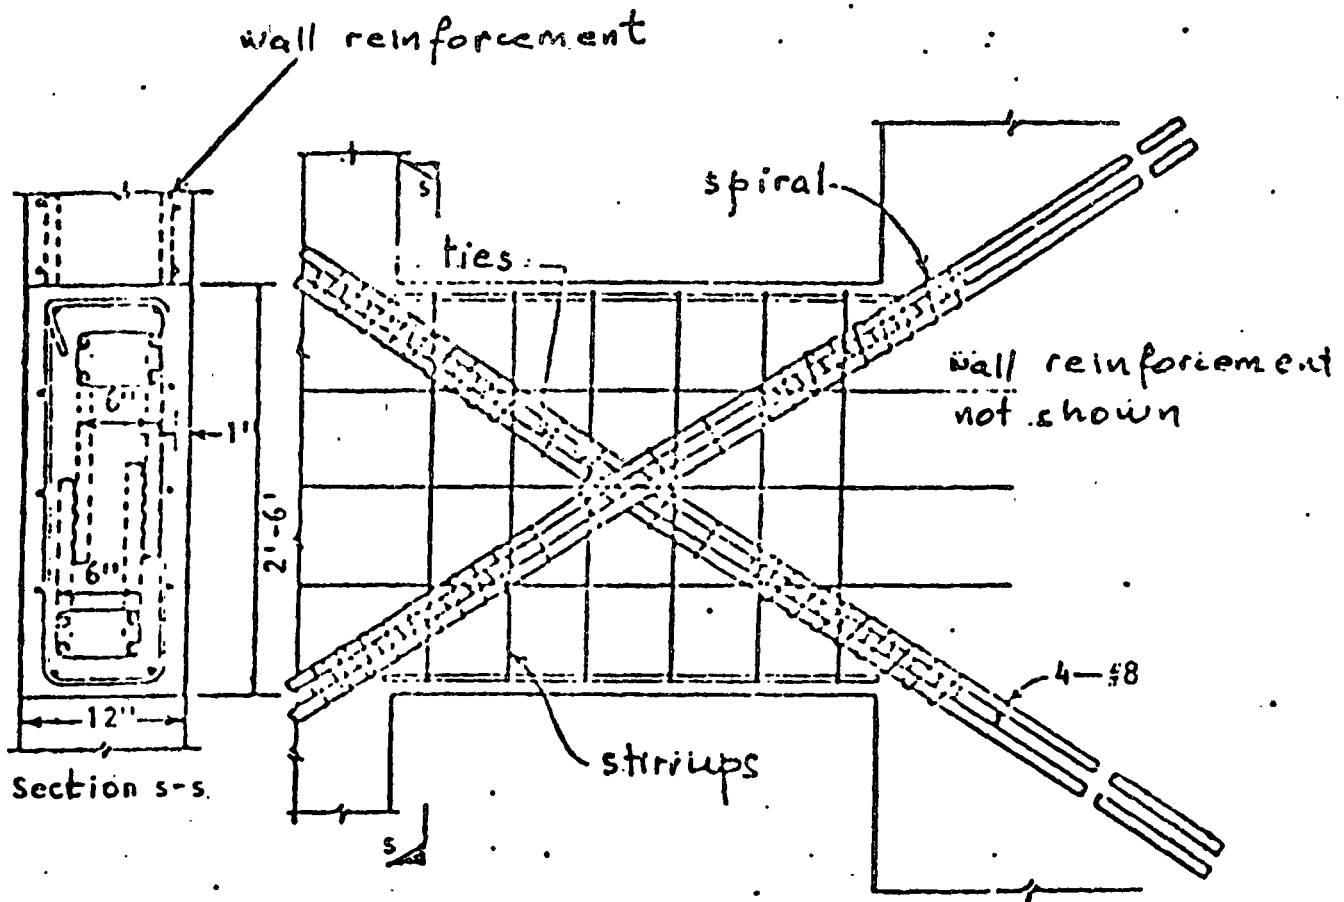 wall reinforcement
s
spiral
ties
wall reinforcement
not shown
6"
1"
2'-6'
6"
4—#8
12"
stirrups
section s-s.
s